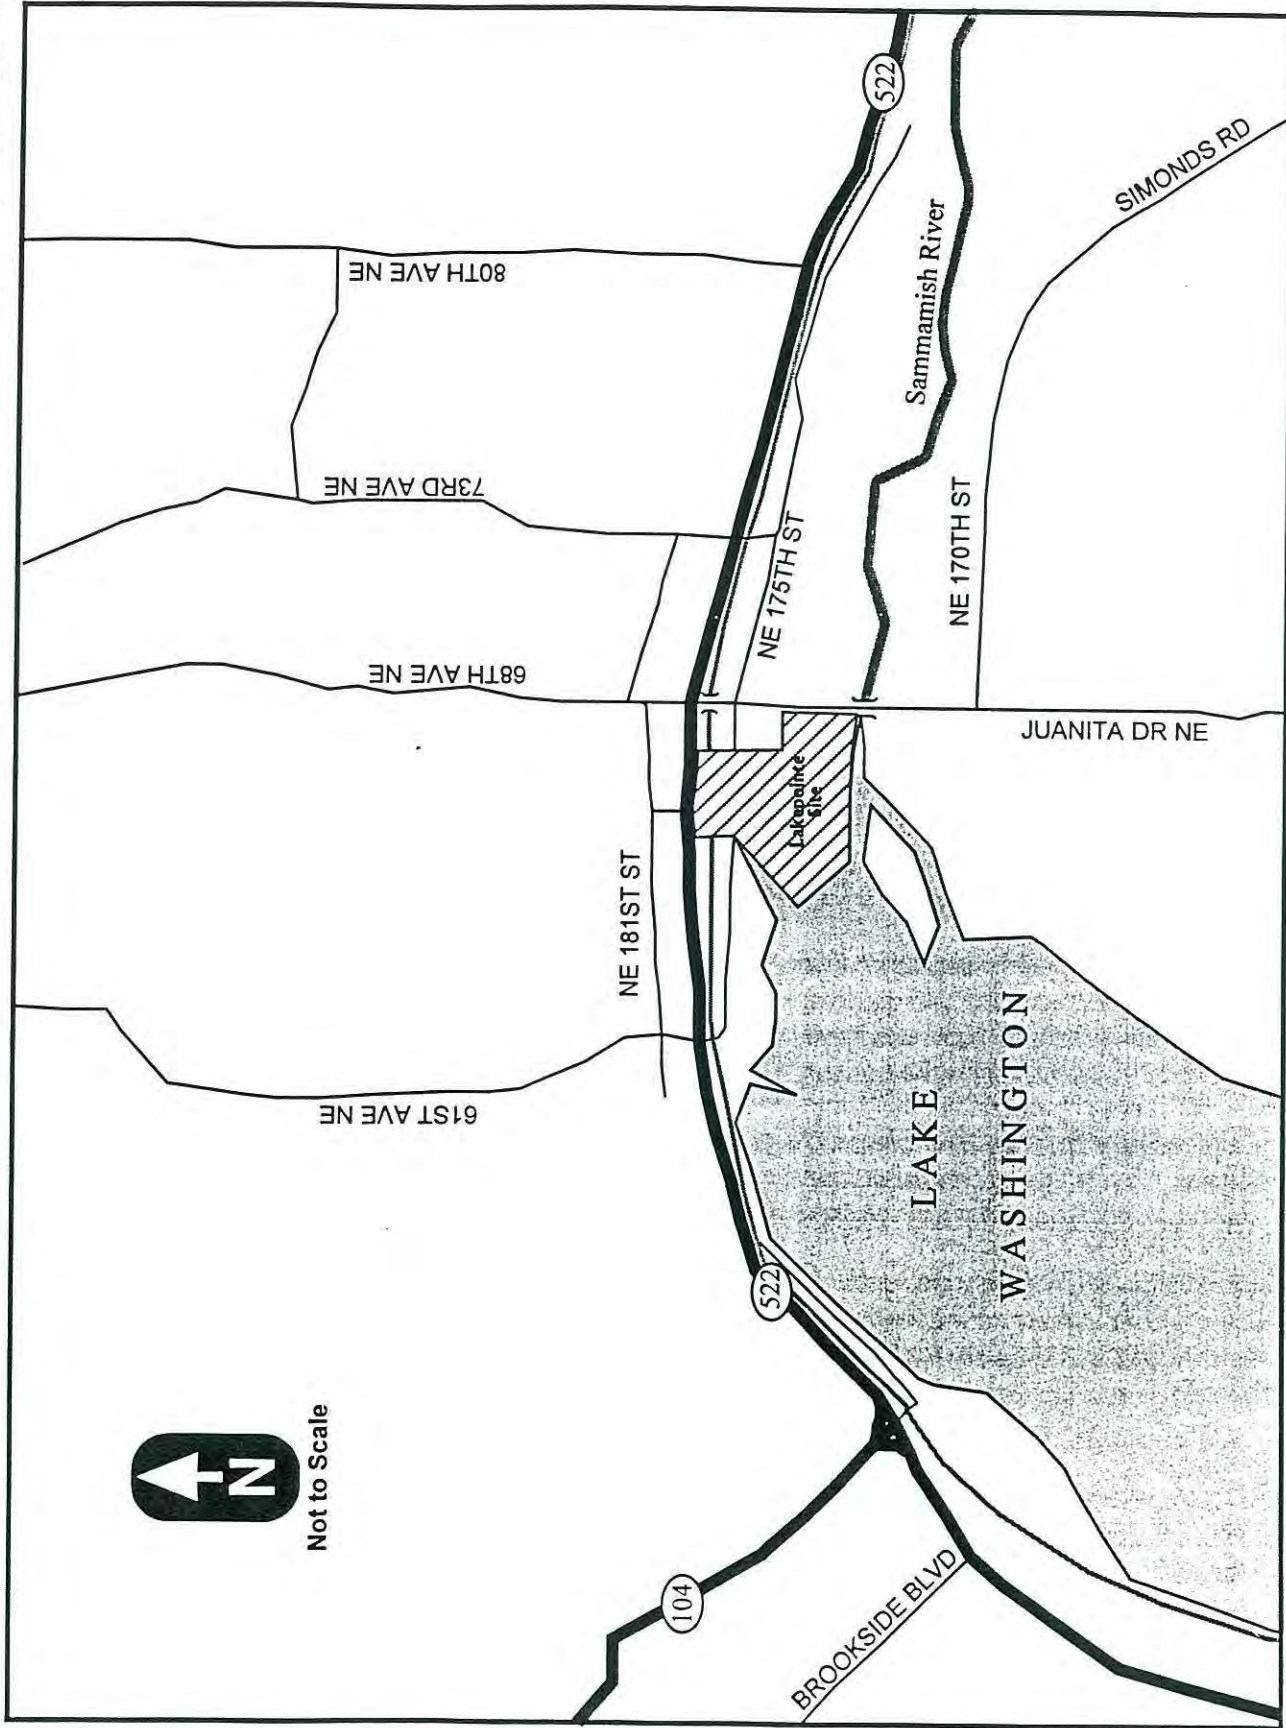 N
Not to Scale
104
BROOKSIDE BLVD
522
61ST AVE NE
NE 181ST ST
68TH AVE NE
73RD AVE NE
80TH AVE NE
522
NE 175TH ST
Sammamish River
NE 170TH ST
SIMONDS RD
JUANITA DR NE
Lakepointe
Site
LAKE
WASHINGTON